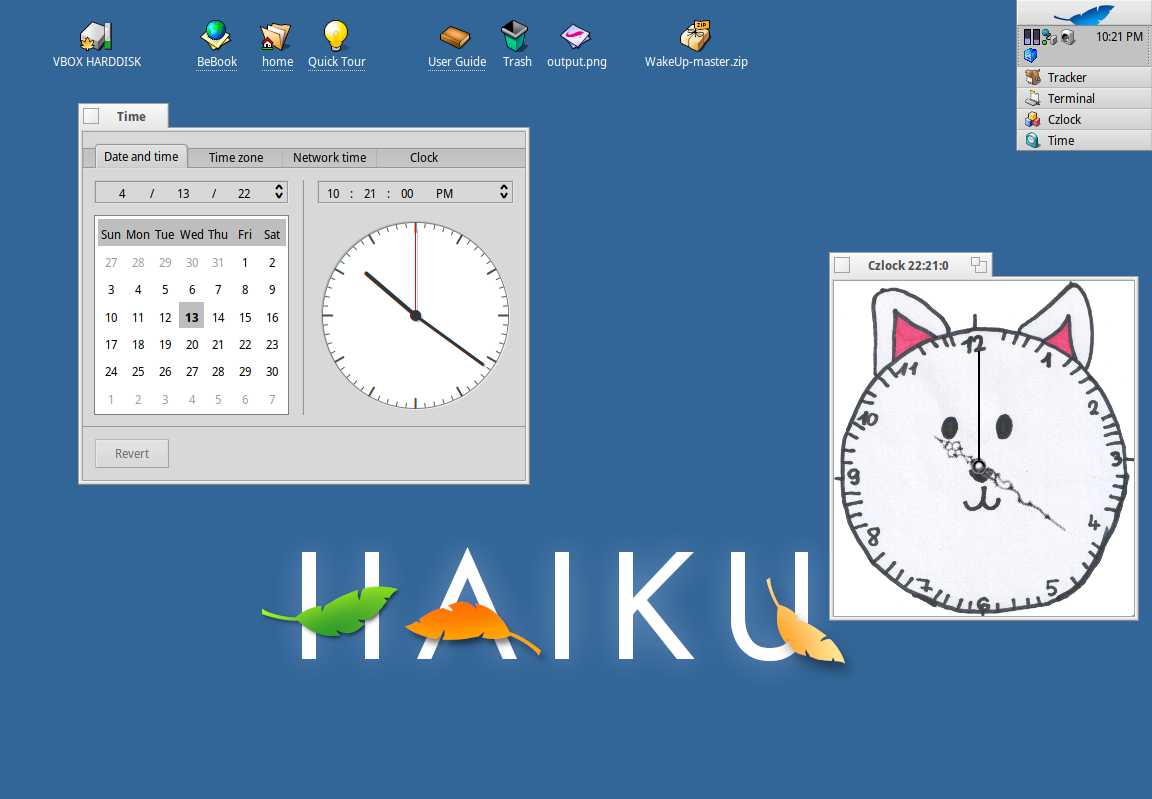 VBOX HARDDISK
BeBook
home
Quick Tour
User Guide
Trash
output.png
ZIP
WakeUp-master.zip
10:21 PM
Tracker
Terminal
Czlock
Time
Time
Date and time
Time zone
Network time
Clock
4 / 13 / 22
10 : 21 : 00 PM
Sun Mon Tue Wed Thu Fri Sat
27 28 29 30 31 1 2
3 4 5 6 7 8 9
10 11 12 13 14 15 16
17 18 19 20 21 22 23
24 25 26 27 28 29 30
1 2 3 4 5 6 7
Revert
Czlock 22:21:0
12
1
2
3
4
5
6
7
8
9
10
11
HAIKU